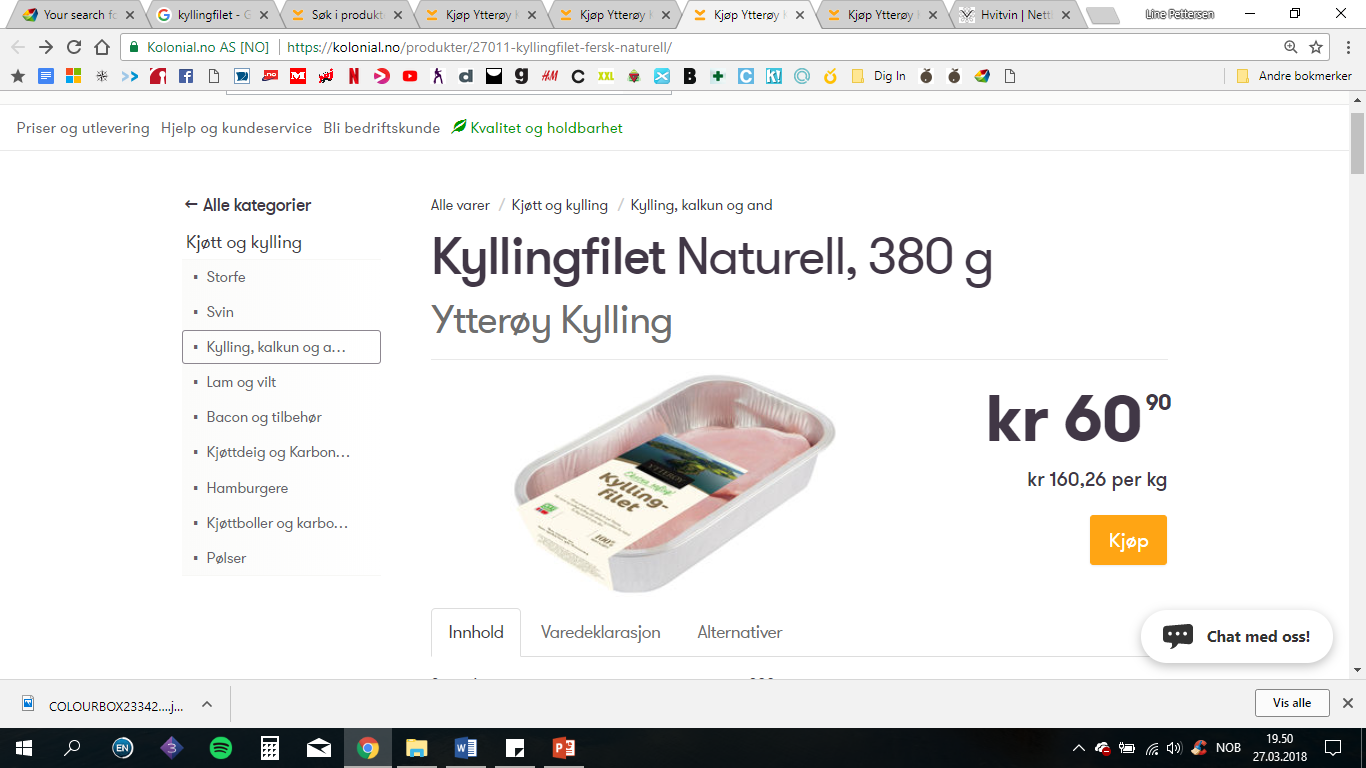 Your search fo
kyllingfilet - G
Søk i produkt
Kjøp Ytterøy
Kjøp Ytterøy
Kjøp Ytterøy
Kjøp Ytterøy
Hvitvin | Nett
Line Pettersen
Kolonial.no AS [NO] | https://kolonial.no/produkter/27011-kyllingfilet-fersk-naturell/
Dig In
Andre bokmerker
Priser og utlevering Hjelp og kundeservice Bli bedriftskunde Kvalitet og holdbarhet
← Alle kategorier
Kjøtt og kylling
Storfe
Svin
Kylling, kalkun og a...
Lam og vilt
Bacon og tilbehør
Kjøttdeig og Karbon...
Hamburgere
Kjøttboller og karbo...
Pølser
Alle varer / Kjøtt og kylling / Kylling, kalkun og and
Kyllingfilet Naturell, 380 g
Ytterøy Kylling
YTTERØY
Kylling-
filet
100%
kr 60 90
kr 160,26 per kg
Kjøp
Innhold Varedeklarasjon Alternativer
Chat med oss!
COLOURBOX23342....j...
Vis alle
EN
NOB
19.50
27.03.2018